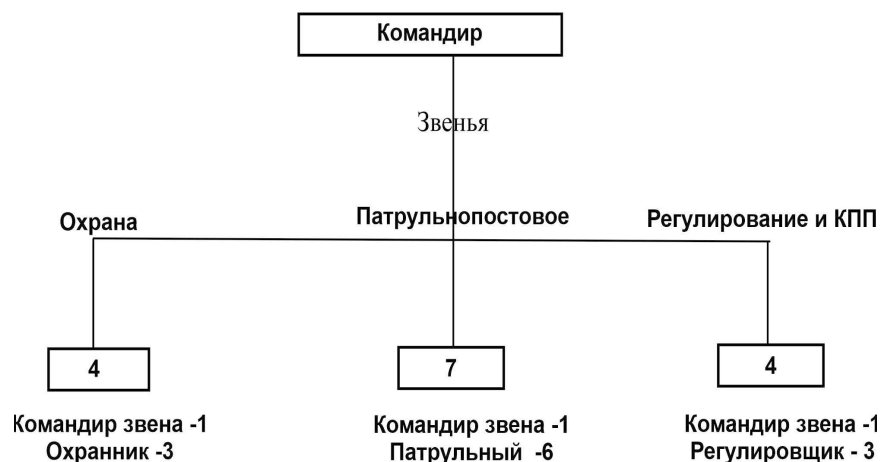 Командир
Звенья
Охрана
Патрульнопостовое
Регулирование и КПП
4
7
4
Командир звена -1
Охранник -3
Командир звена -1
Патрульный -6
Командир звена -1
Регулировщик - 3